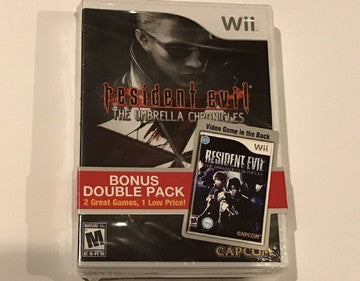 Wii
resident evil
THE UMBRELLA CHRONICLES
Video Game in the Back
Wii
RESIDENT EVIL
BONUS
DOUBLE PACK
2 Great Games, 1 Low Price!
CAPCOM
M
ESRB
CAPCOM